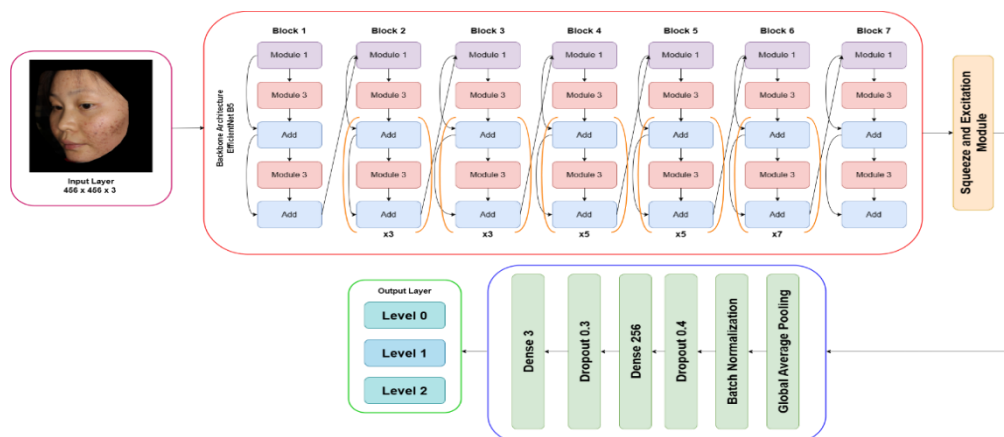 Input Layer
456 x 456 x 3
Backbone Architecture
EfficientNet B5
Block 1
Module 1
Module 3
Add
Module 3
Add
Block 2
Module 1
Module 3
Add
Module 3
Add
x3
Block 3
Module 1
Module 3
Add
Module 3
Add
x3
Block 4
Module 1
Module 3
Add
Module 3
Add
x5
Block 5
Module 1
Module 3
Add
Module 3
Add
x5
Block 6
Module 1
Module 3
Add
Module 3
Add
x7
Block 7
Module 1
Module 3
Add
Module 3
Add
Squeeze and Excitation
Module
Global Average Pooling
Batch Normalization
Dropout 0.4
Dense 256
Dropout 0.3
Dense 3
Output Layer
Level 0
Level 1
Level 2